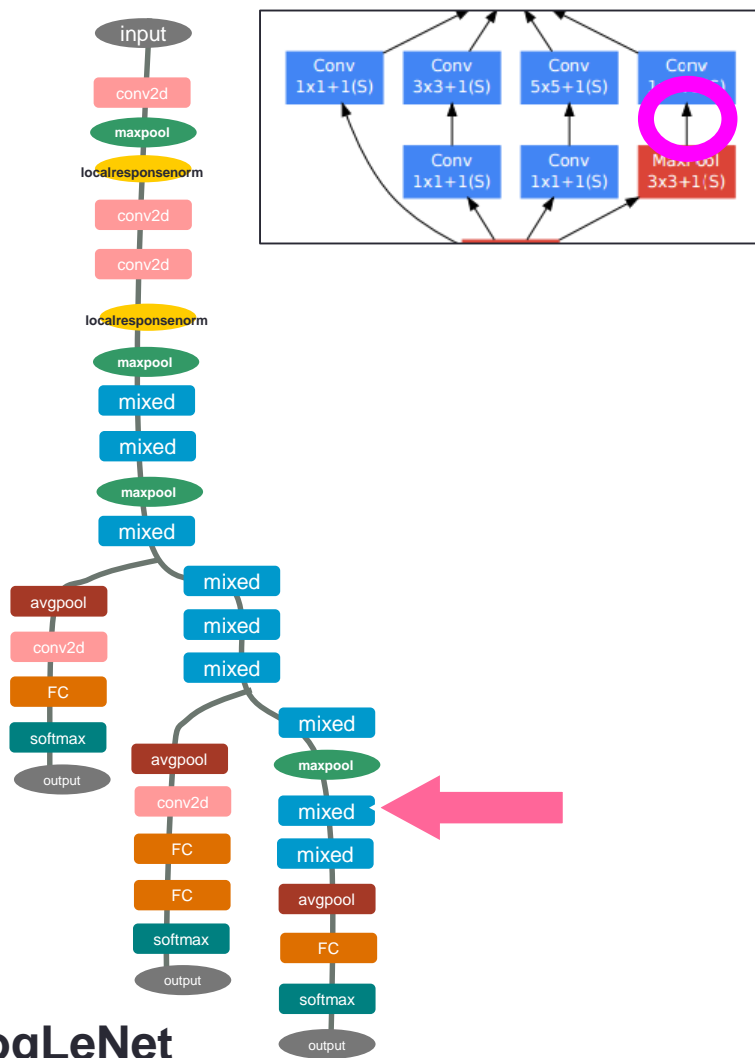 input
conv2d
maxpool
localresponsenorm
conv2d
conv2d
localresponsenorm
maxpool
mixed
mixed
maxpool
mixed
avgpool
conv2d
FC
softmax
output
mixed
mixed
mixed
avgpool
conv2d
FC
FC
softmax
output
mixed
maxpool
mixed
mixed
avgpool
FC
softmax
output
Conv
1x1+1(S)
Conv
3x3+1(S)
Conv
5x5+1(S)
Conv
Conv
1x1+1(S)
Conv
1x1+1(S)
MaxPool
3x3+1(S)
ogLeNet